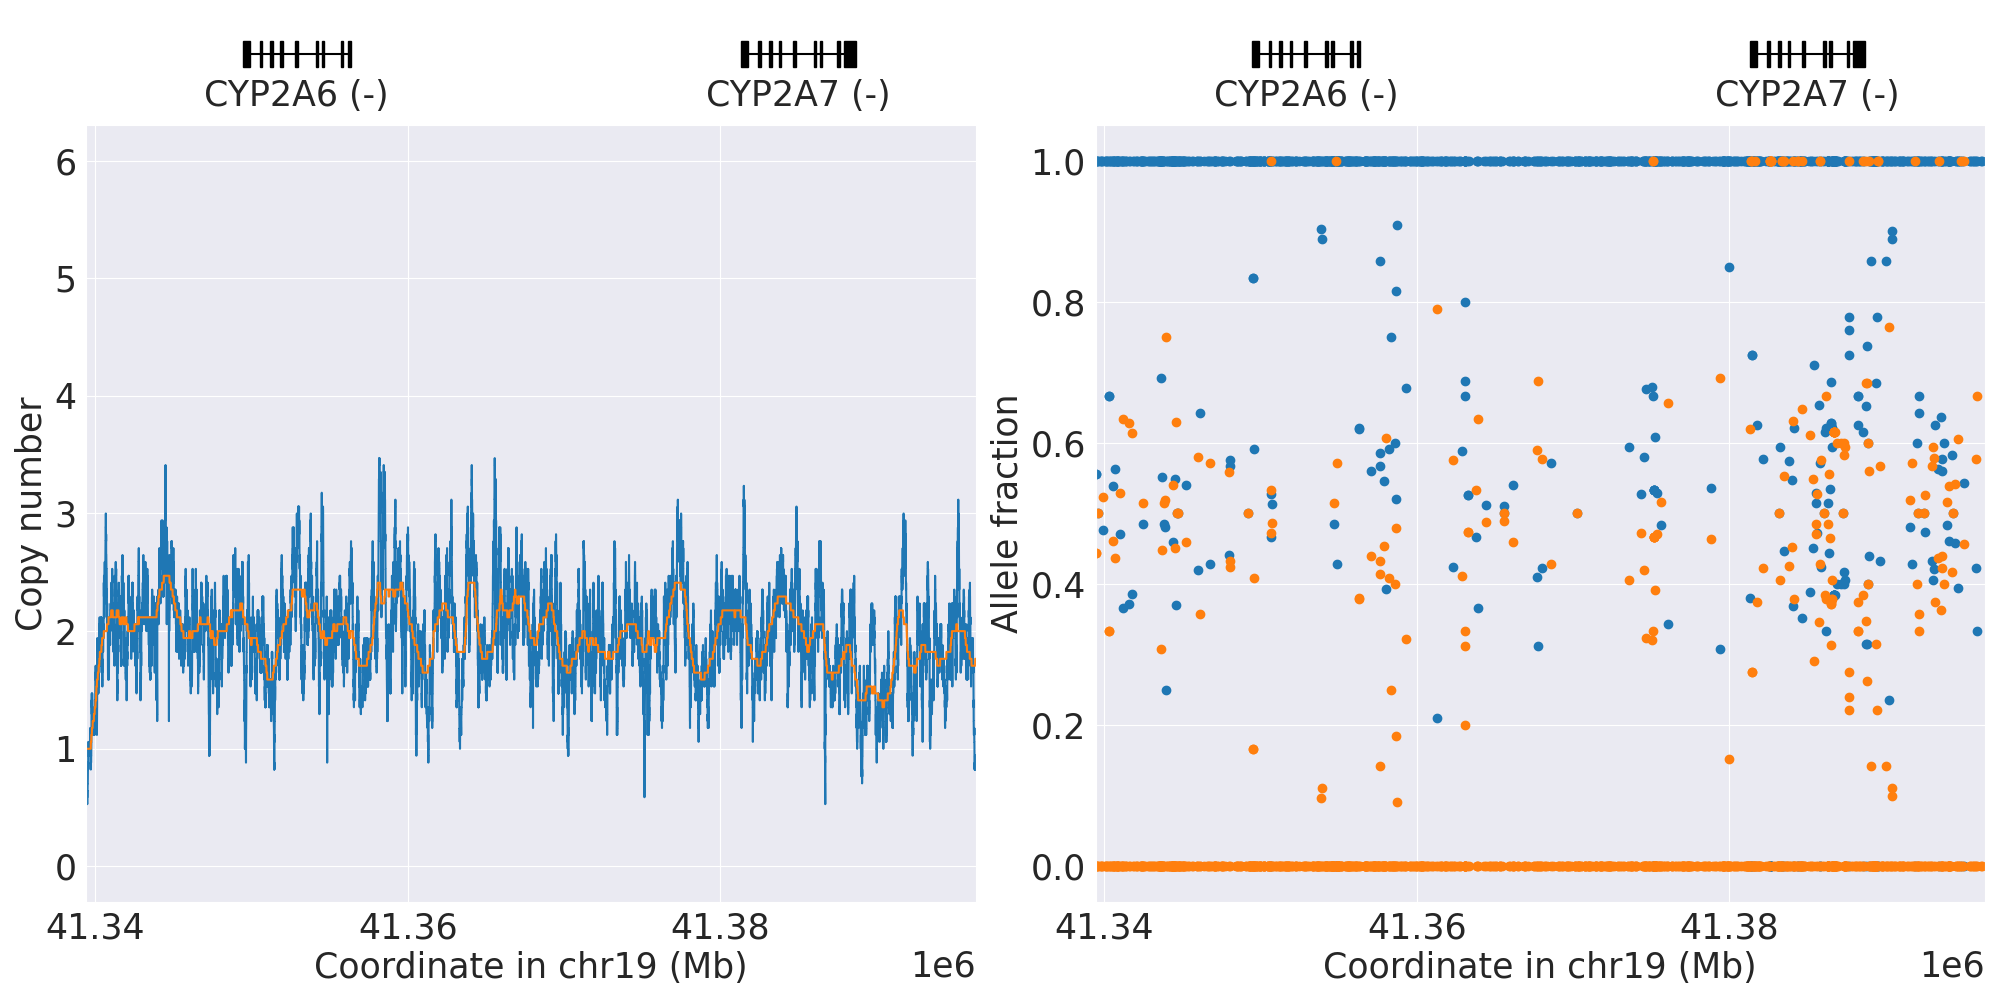 CYP2A6 (-) CYP2A7 (-)
CYP2A6 (-) CYP2A7 (-)
Copy number
6
5
4
3
2
1
0
41.34 41.36 41.38
Coordinate in chr19 (Mb) 1e6
Allele fraction
1.0
0.8
0.6
0.4
0.2
0.0
41.34 41.36 41.38
Coordinate in chr19 (Mb) 1e6